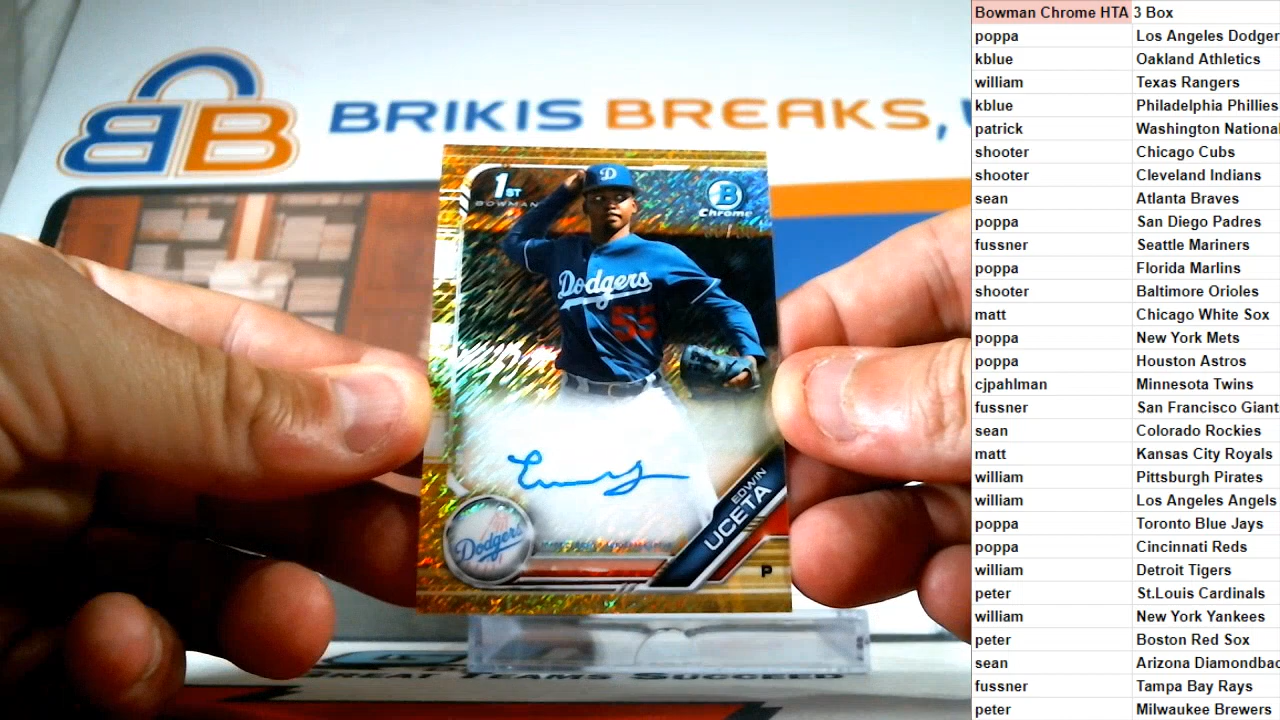 BB
BRIKIS BREAKS,
1ST
BOWMAN
B
Chrome
D
Dodgers
55
EDWIN
UCETA
Dodgers
P
GREAT TEAMS SUCCEED
Bowman Chrome HTA 3 Box
poppa Los Angeles Dodger
kblue Oakland Athletics
william Texas Rangers
kblue Philadelphia Phillies
patrick Washington National
shooter Chicago Cubs
shooter Cleveland Indians
sean Atlanta Braves
poppa San Diego Padres
fussner Seattle Mariners
poppa Florida Marlins
shooter Baltimore Orioles
matt Chicago White Sox
poppa New York Mets
poppa Houston Astros
cjpahlman Minnesota Twins
fussner San Francisco Giant
sean Colorado Rockies
matt Kansas City Royals
william Pittsburgh Pirates
william Los Angeles Angels
poppa Toronto Blue Jays
poppa Cincinnati Reds
william Detroit Tigers
peter St.Louis Cardinals
william New York Yankees
peter Boston Red Sox
sean Arizona Diamondbac
fussner Tampa Bay Rays
peter Milwaukee Brewers